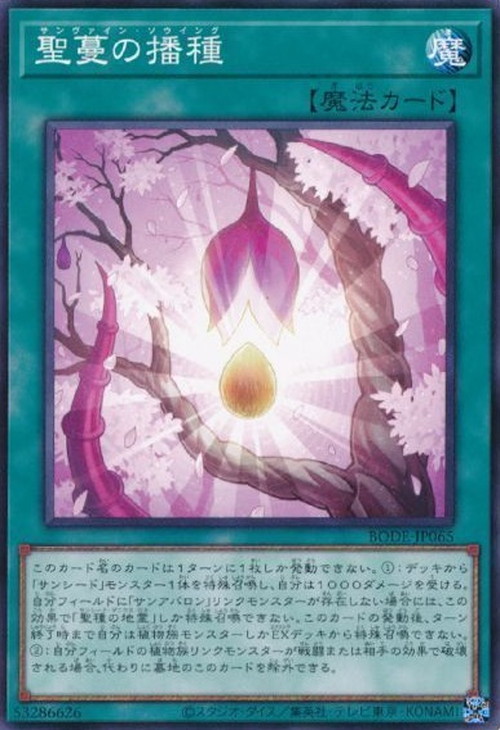 サンヴァイン・ソウイング
聖蔓の播種
魔
【魔法カード】
BODE-JP065
このカード名のカードは１ターンに１枚しか発動できない。①：デッキから
「サンシード」モンスター１体を特殊召喚し、自分は１０００ダメージを受ける。
自分フィールドに「サンアバロン」リンクモンスターが存在しない場合には、この
効果で「聖種の地霊」しか特殊召喚できない。このカードの発動後、ターン
終了時まで自分は植物族モンスターしかEXデッキから特殊召喚できない。
②：自分フィールドの植物族リンクモンスターが戦闘または相手の効果で破壊
される場合、代わりに墓地のこのカードを除外できる。
53286626
©スタジオ・ダイス／集英社・テレビ東京・KONAMI